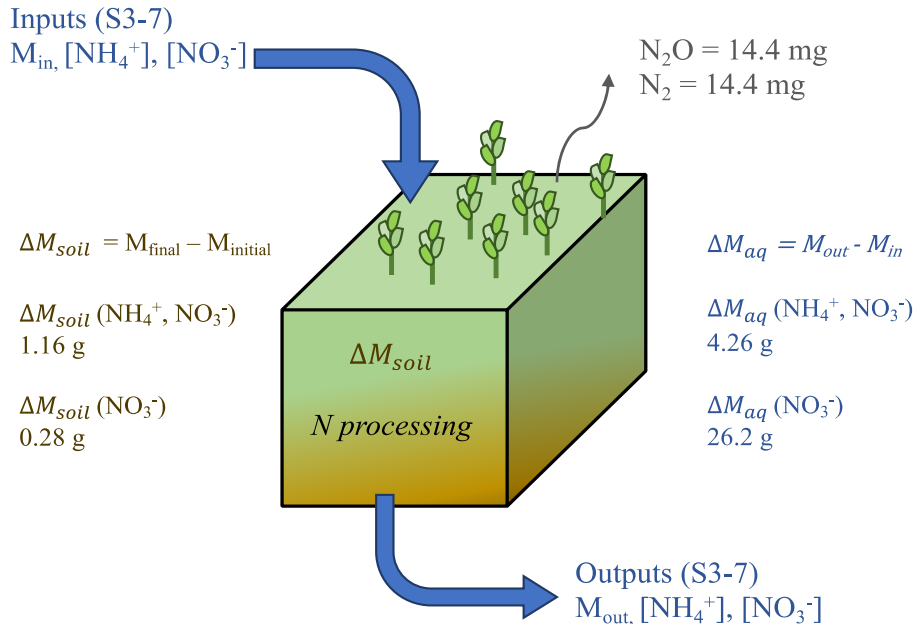 Inputs (S3-7)
M_in, [NH₄⁺], [NO₃⁻]
N₂O = 14.4 mg
N₂ = 14.4 mg
ΔM_soil = M_final – M_initial
ΔM_soil (NH₄⁺, NO₃⁻)
1.16 g
ΔM_soil (NO₃⁻)
0.28 g
ΔM_soil
N processing
ΔM_aq = M_out - M_in
ΔM_aq (NH₄⁺, NO₃⁻)
4.26 g
ΔM_aq (NO₃⁻)
26.2 g
Outputs (S3-7)
M_out, [NH₄⁺], [NO₃⁻]